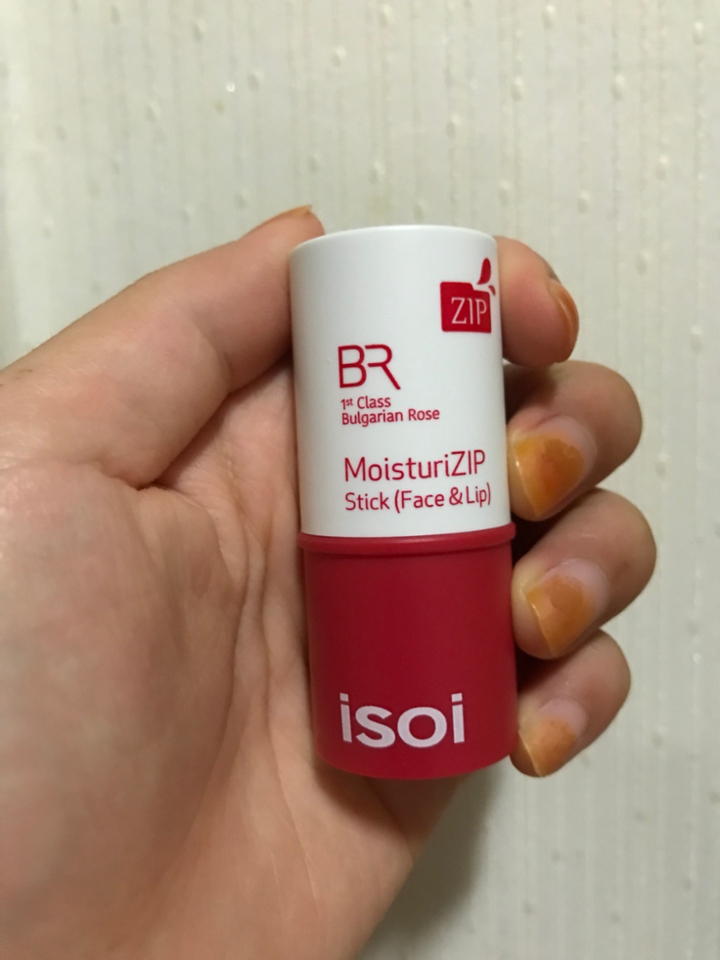 ZIP
BR
1st Class
Bulgarian Rose
MoisturiZIP
Stick (Face & Lip)
isoi